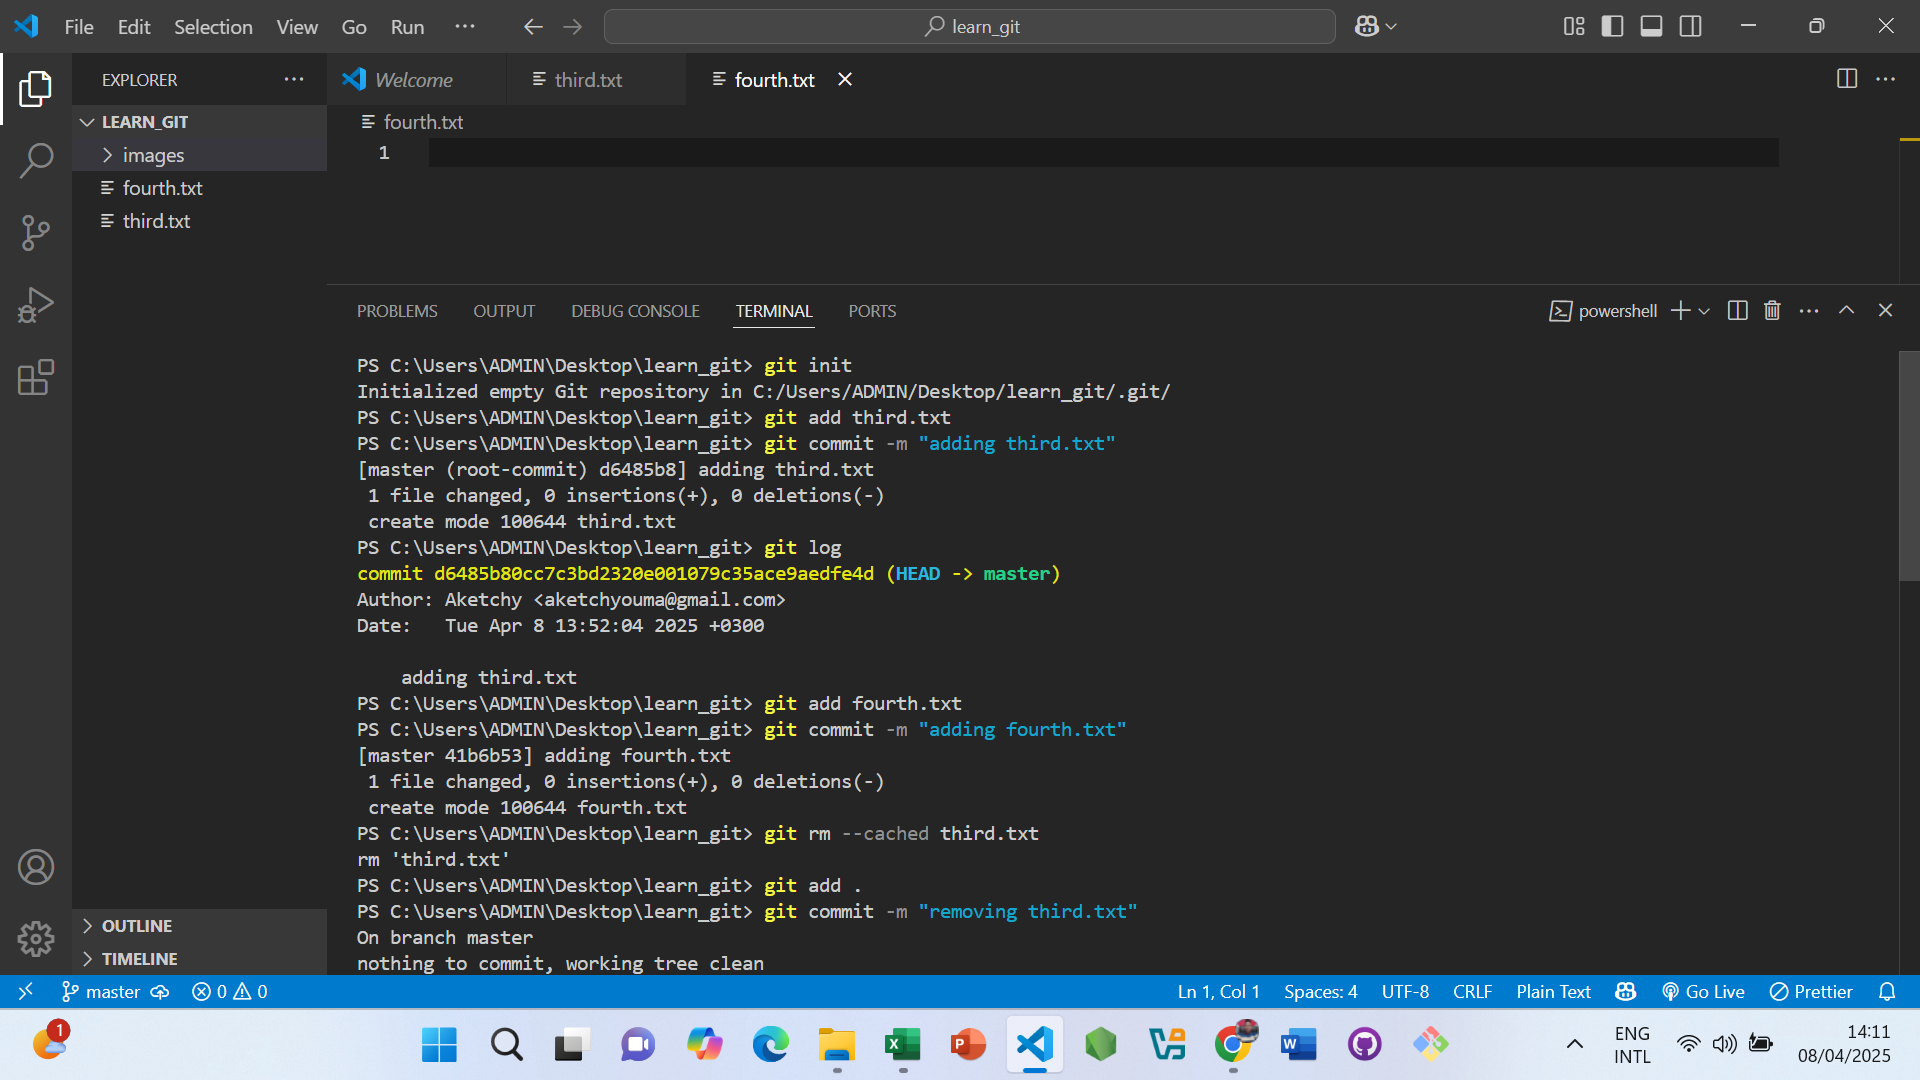 File Edit Selection View Go Run ··· learn_git
EXPLORER ···
Welcome third.txt fourth.txt
LEARN_GIT
images
fourth.txt
third.txt
fourth.txt
1
PROBLEMS OUTPUT DEBUG CONSOLE TERMINAL PORTS powershell
PS C:\Users\ADMIN\Desktop\learn_git> git init
Initialized empty Git repository in C:/Users/ADMIN/Desktop/learn_git/.git/
PS C:\Users\ADMIN\Desktop\learn_git> git add third.txt
PS C:\Users\ADMIN\Desktop\learn_git> git commit -m "adding third.txt"
[master (root-commit) d6485b8] adding third.txt
 1 file changed, 0 insertions(+), 0 deletions(-)
 create mode 100644 third.txt
PS C:\Users\ADMIN\Desktop\learn_git> git log
commit d6485b80cc7c3bd2320e001079c35ace9aedfe4d (HEAD -> master)
Author: Aketchy <aketchyouma@gmail.com>
Date:   Tue Apr 8 13:52:04 2025 +0300
    adding third.txt
PS C:\Users\ADMIN\Desktop\learn_git> git add fourth.txt
PS C:\Users\ADMIN\Desktop\learn_git> git commit -m "adding fourth.txt"
[master 41b6b53] adding fourth.txt
 1 file changed, 0 insertions(+), 0 deletions(-)
 create mode 100644 fourth.txt
PS C:\Users\ADMIN\Desktop\learn_git> git rm --cached third.txt
rm 'third.txt'
PS C:\Users\ADMIN\Desktop\learn_git> git add .
PS C:\Users\ADMIN\Desktop\learn_git> git commit -m "removing third.txt"
On branch master
nothing to commit, working tree clean
OUTLINE
TIMELINE
master 0 0 Ln 1, Col 1 Spaces: 4 UTF-8 CRLF Plain Text Go Live Prettier
1
ENG
INTL
14:11
08/04/2025